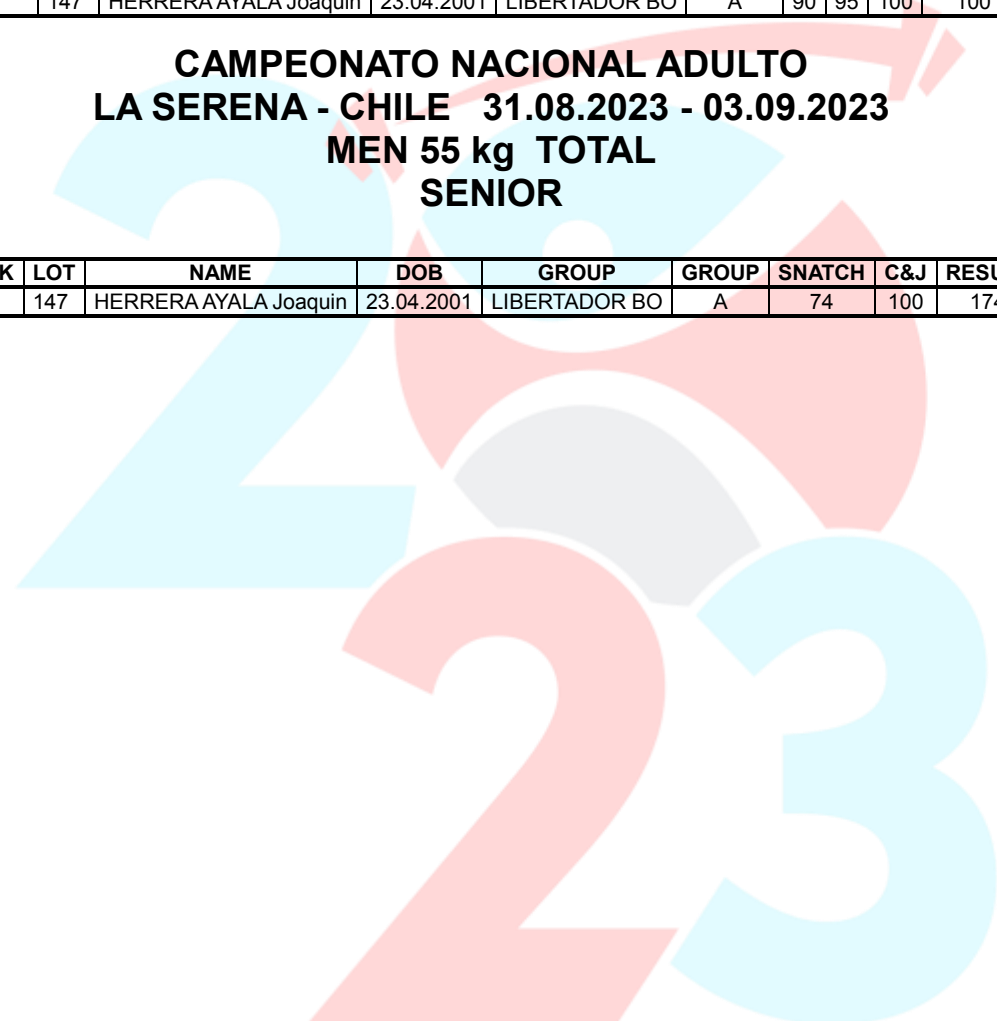 147 HERRERA AYALA Joaquin 23.04.2001 LIBERTADOR BO A 90 95 100 100
CAMPEONATO NACIONAL ADULTO
LA SERENA - CHILE 31.08.2023 - 03.09.2023
MEN 55 kg TOTAL
SENIOR
K LOT NAME DOB GROUP GROUP SNATCH C&J RESU
147 HERRERA AYALA Joaquin 23.04.2001 LIBERTADOR BO A 74 100 174